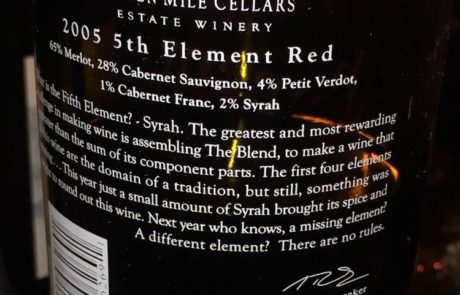 MILE CELLARS
ESTATE WINERY
2005 5th Element Red
65% Merlot, 28% Cabernet Sauvignon, 4% Petit Verdot,
1% Cabernet Franc, 2% Syrah
is the Fifth Element? - Syrah. The greatest and most rewarding
in making wine is assembling The Blend, to make a wine that
than the sum of its component parts. The first four elements
wine are the domain of a tradition, but still, something was
This year just a small amount of Syrah brought its spice and
round out this wine. Next year who knows, a missing element?
A different element? There are no rules.